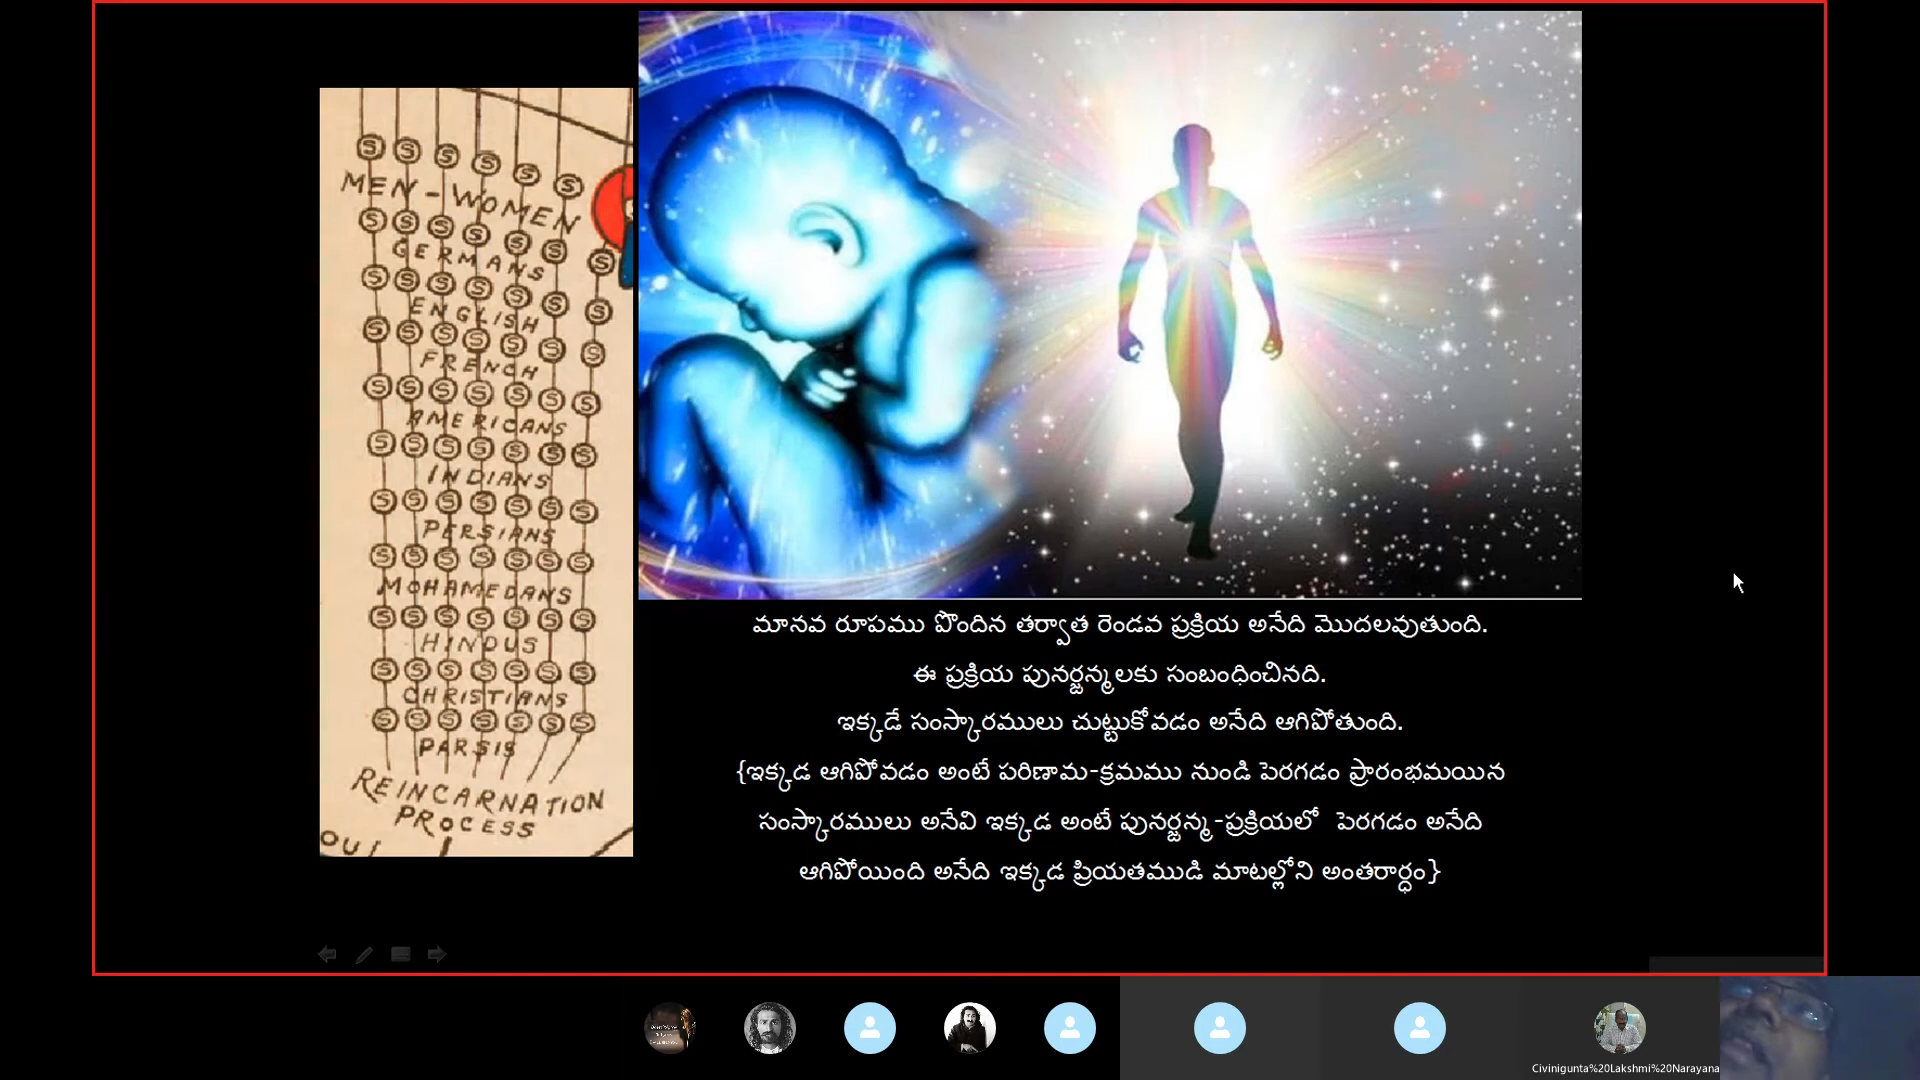 MEN - WOMEN
GERMANS
ENGLISH
FRENCH
AMERICANS
INDIANS
PERSIANS
MOHAMEDANS
HINDUS
CHRISTIANS
PARSIS
REINCARNATION
PROCESS
మానవ రూపము పొందిన తర్వాత రెండవ ప్రక్రియ అనేది మొదలవుతుంది.
ఈ ప్రక్రియ పునర్జన్మలకు సంబంధించినది.
ఇక్కడే సంస్కారములు చుట్టుకోవడం అనేది ఆగిపోతుంది.
{ఇక్కడ ఆగిపోవడం అంటే పరిణామ-క్రమము నుండి పెరగడం ప్రారంభమయిన
సంస్కారములు అనేవి ఇక్కడ అంటే పునర్జన్మ-ప్రక్రియలో పెరగడం అనేది
ఆగిపోయింది అనేది ఇక్కడ ప్రియతముడి మాటల్లోని అంతరార్ధం}
Civinigunta%20Lakshmi%20Narayana